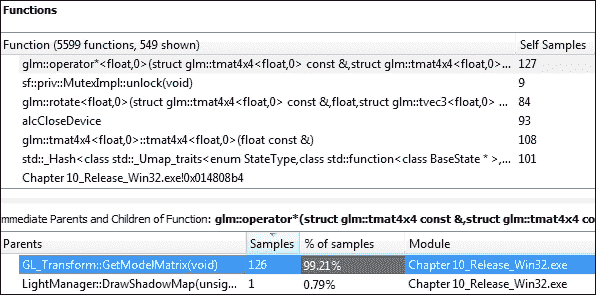 Functions
Function (5599 functions, 549 shown) Self Samples
glm::operator*<float,0>(struct glm::tmat4x4<float,0> const &,struct glm::tmat4x4<float,0>... 127
sf::priv::MutexImpl::unlock(void) 9
glm::rotate<float,0>(struct glm::tmat4x4<float,0> const &,float,struct glm::tvec3<float,0> ... 84
alcCloseDevice 93
glm::tmat4x4<float,0>::tmat4x4<float,0>(float const &) 108
std::_Hash<class std::_Umap_traits<enum StateType,class std::function<class BaseState * >,... 101
Chapter 10_Release_Win32.exe!0x014808b4
mmediate Parents and Children of Function: glm::operator*(struct glm::tmat4x4 const &,struct glm::tmat4x4 co
Parents Samples % of samples Module
GL_Transform::GetModelMatrix(void) 126 99.21% Chapter 10_Release_Win32.exe
LightManager::DrawShadowMap(unsig... 1 0.79% Chapter 10_Release_Win32.exe